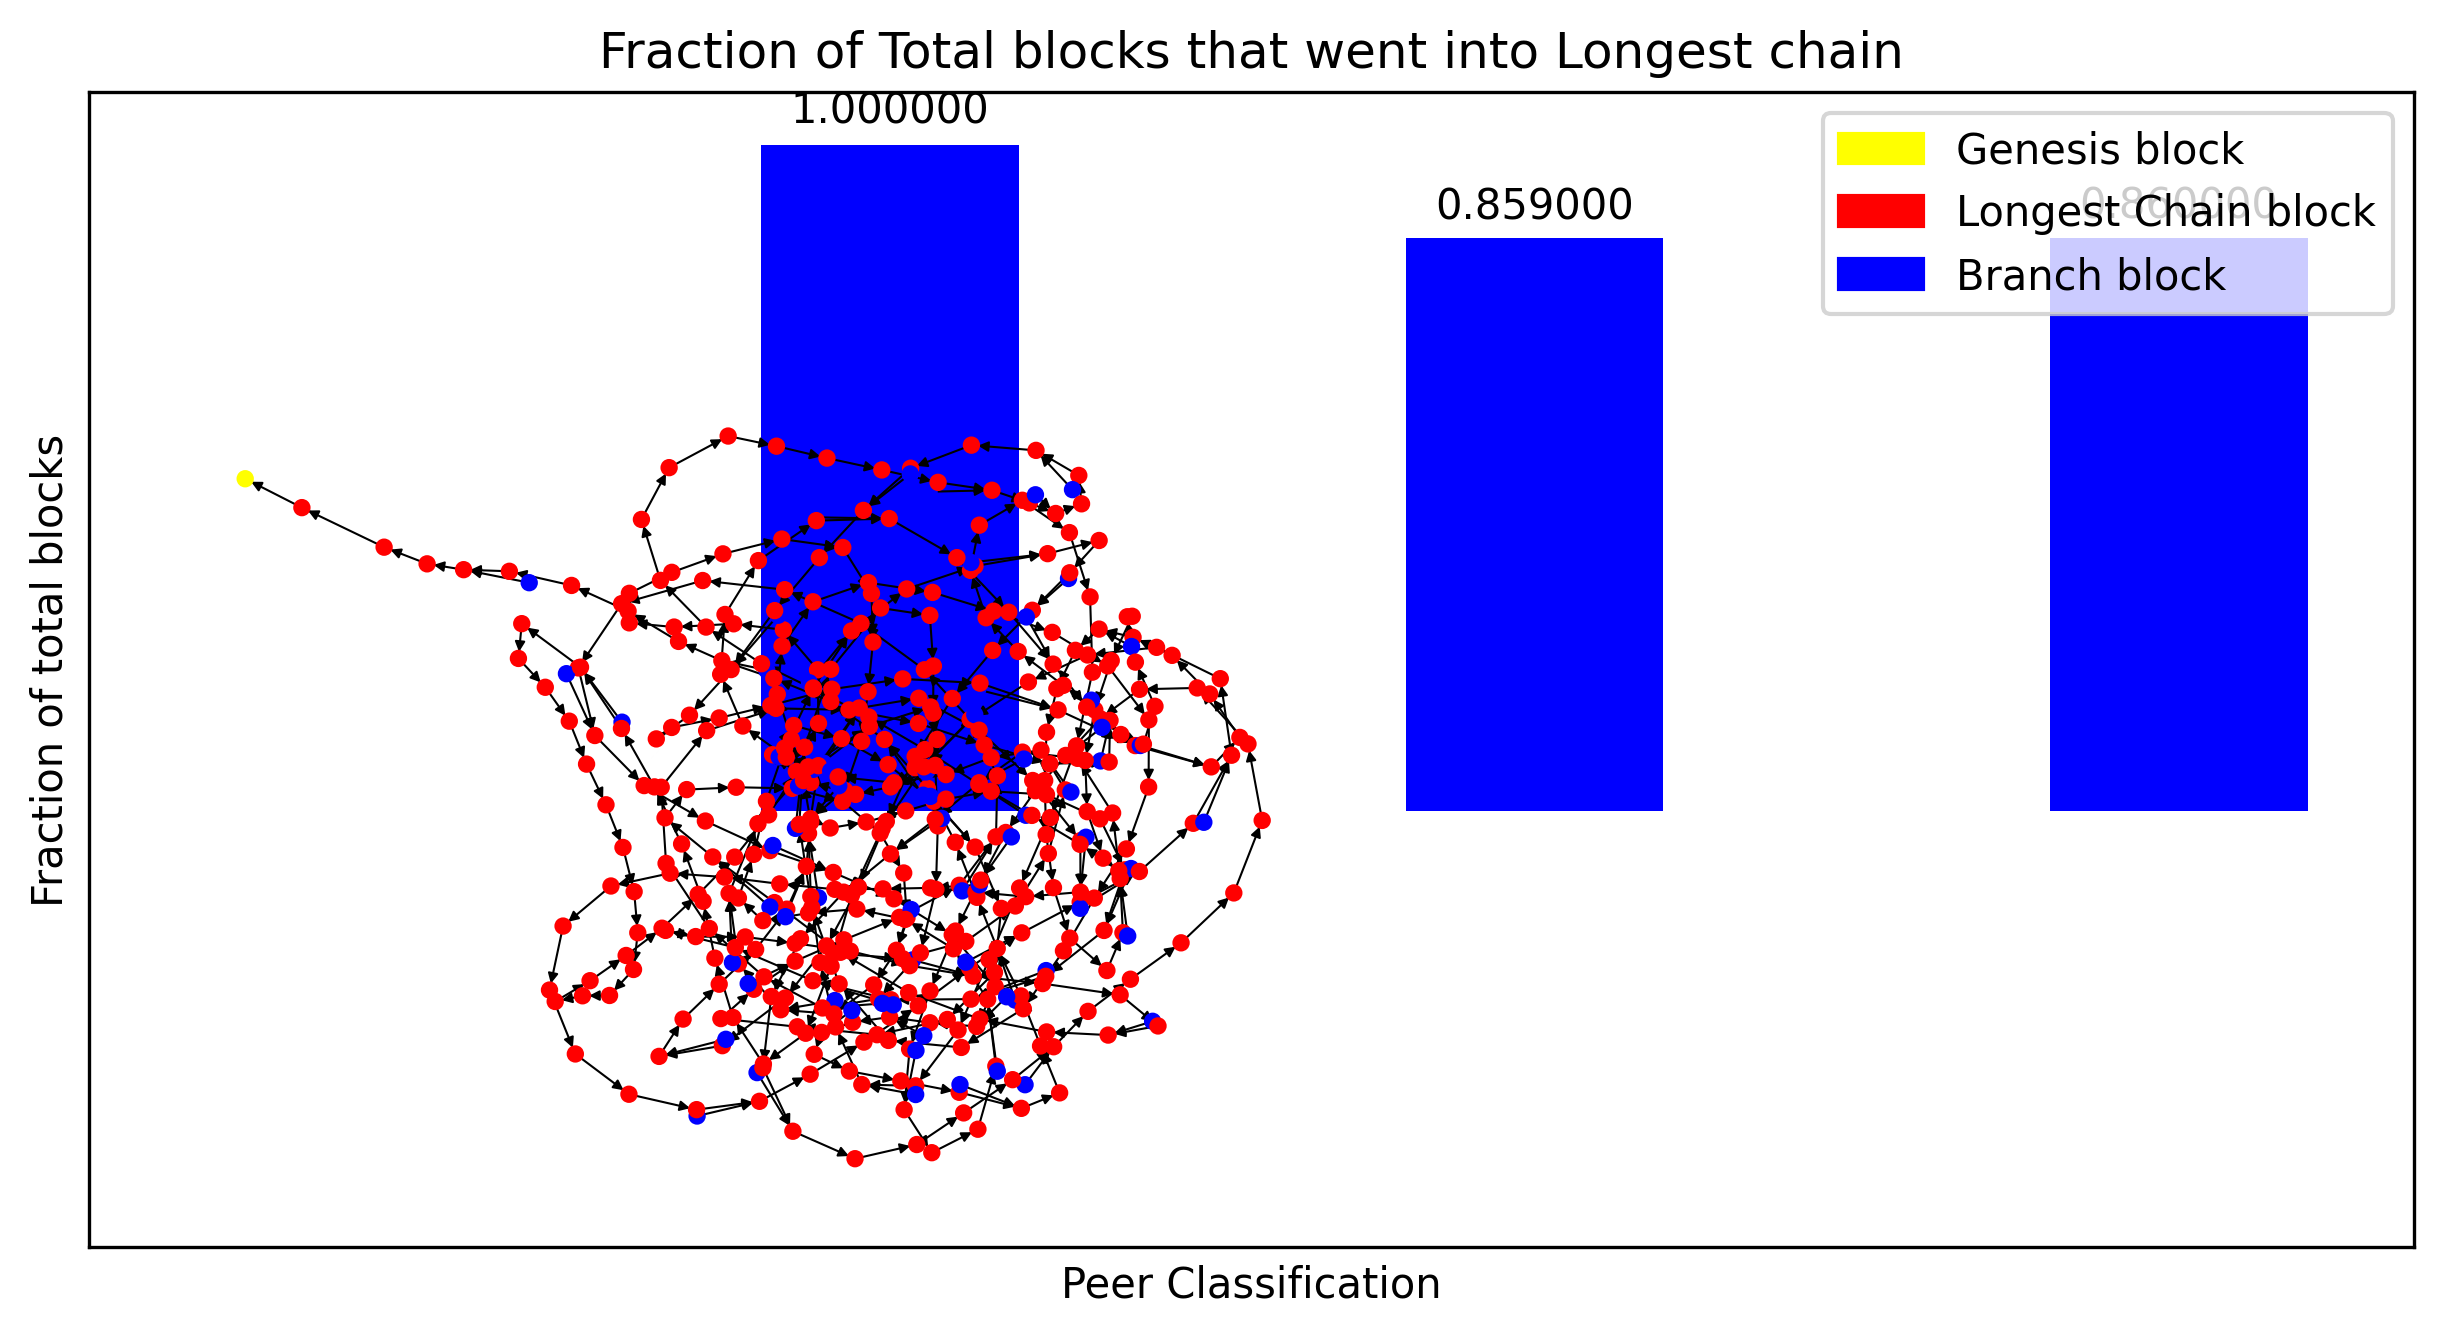 Fraction of Total blocks that went into Longest chain
1.000000
0.859000
0.860000
Genesis block
Longest Chain block
Branch block
Fraction of total blocks
Peer Classification